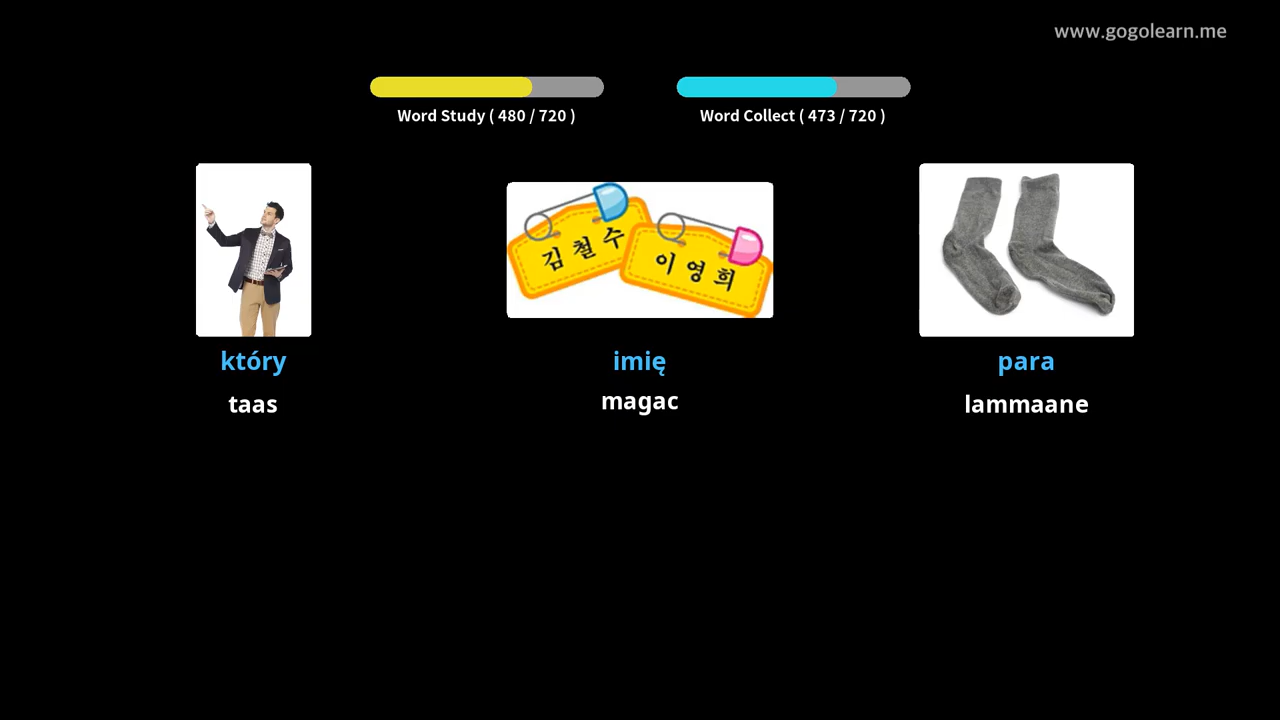 www.gogolearn.me
Word Study ( 480 / 720 )
Word Collect ( 473 / 720 )
김철수
이영희
który
imię
para
taas
magac
lammaane